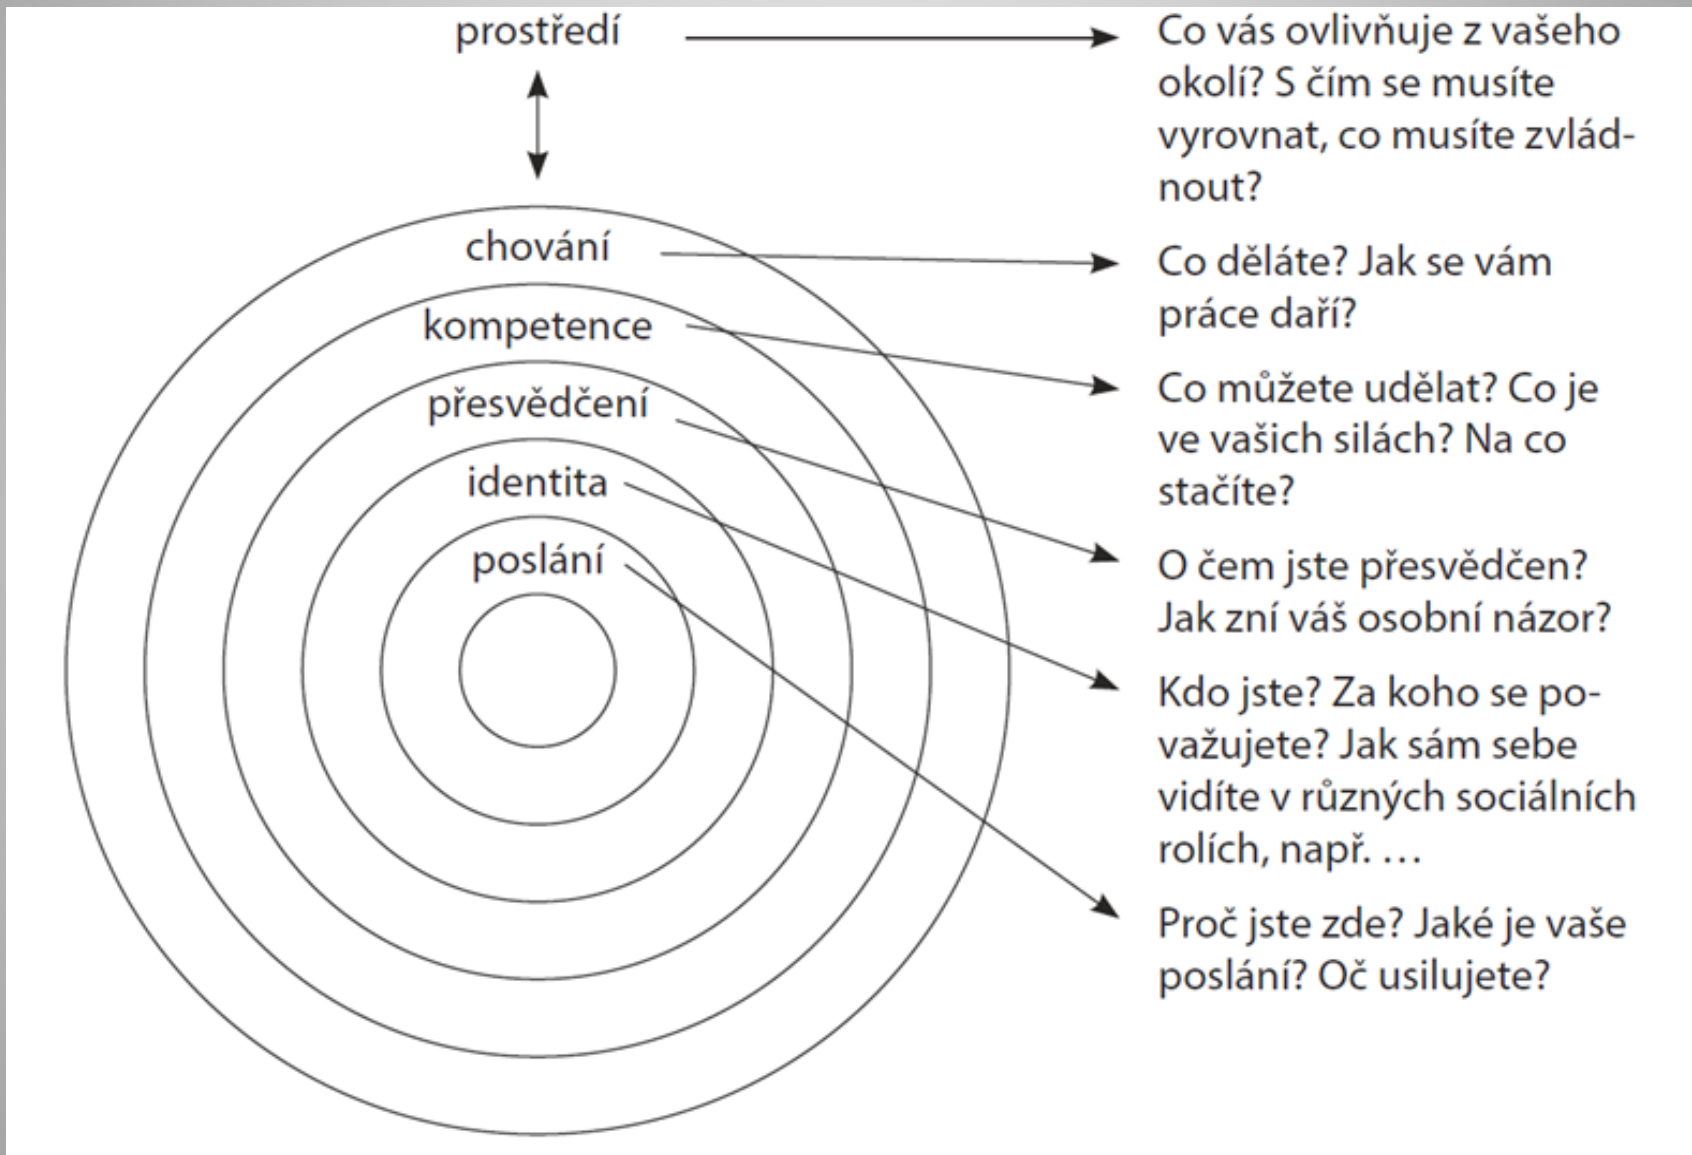 prostředí
Co vás ovlivňuje z vašeho
okolí? S čím se musíte
vyrovnat, co musíte zvlád-
nout?
chování
Co děláte? Jak se vám
práce daří?
kompetence
Co můžete udělat? Co je
ve vašich silách? Na co
stačíte?
přesvědčení
O čem jste přesvědčen?
Jak zní váš osobní názor?
identita
Kdo jste? Za koho se po-
važujete? Jak sám sebe
vidíte v různých sociálních
rolích, např. …
poslání
Proč jste zde? Jaké je vaše
poslání? Oč usilujete?